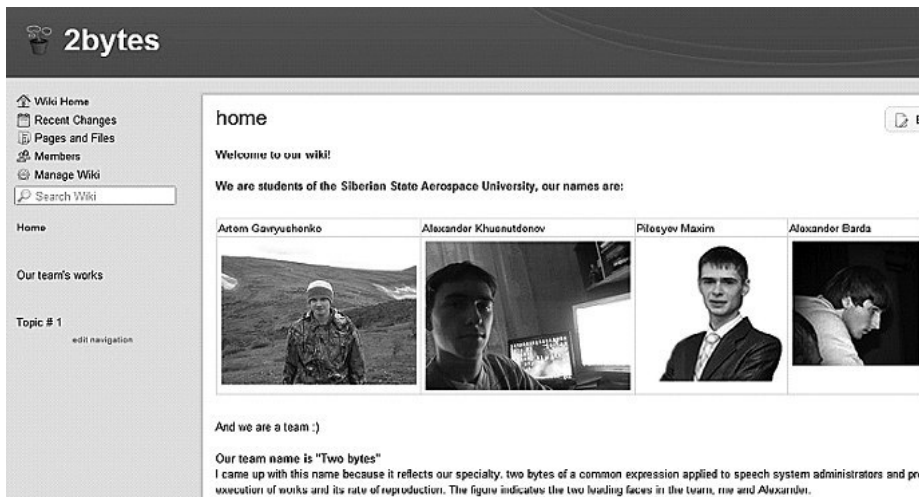 2bytes
Wiki Home
Recent Changes
Pages and Files
Members
Manage Wiki
Search Wiki
Home
Our team's works
Topic # 1
edit navigation
home
Welcome to our wiki!
We are students of the Siberian State Aerospace University, our names are:
Artem Gavryushenko Alexander Khusnutdonov Pilosyev Maxim Alexander Barda
And we are a team :)
Our team name is "Two bytes"
I came up with this name because it reflects our specialty. two bytes of a common expression applied to speech system administrators and
execution of works and its rate of reproduction. The figure indicates the two leading faces in the team, me and Alexander.